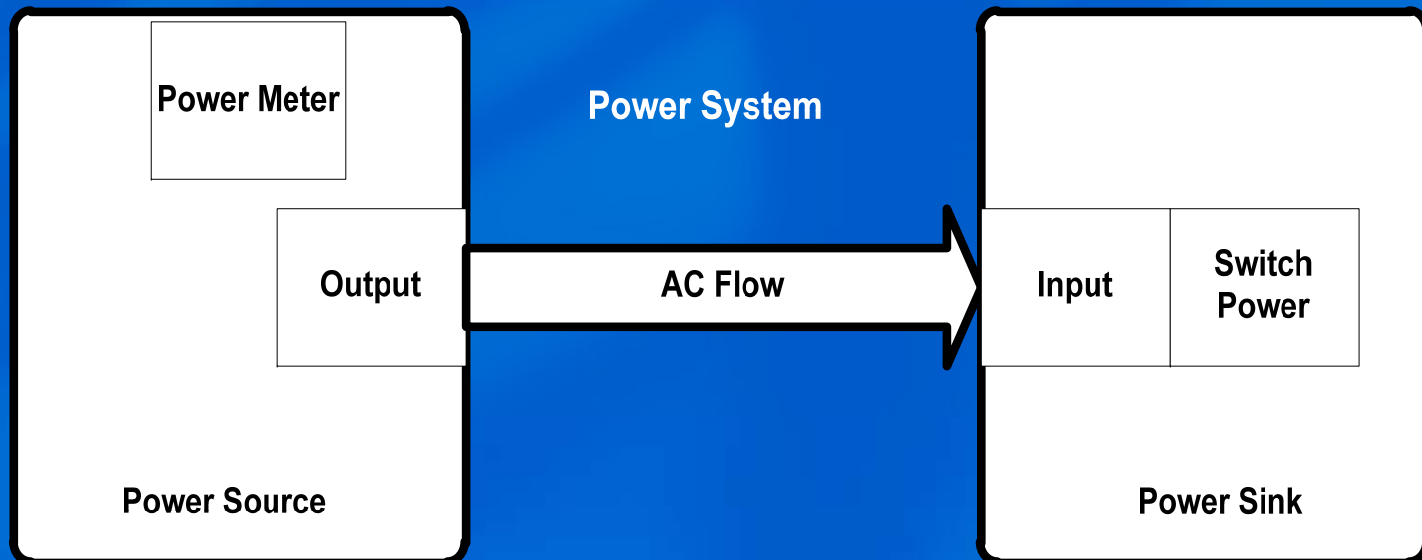 Power Meter
Power System
Output
AC Flow
Input
Switch
Power
Power Source
Power Sink